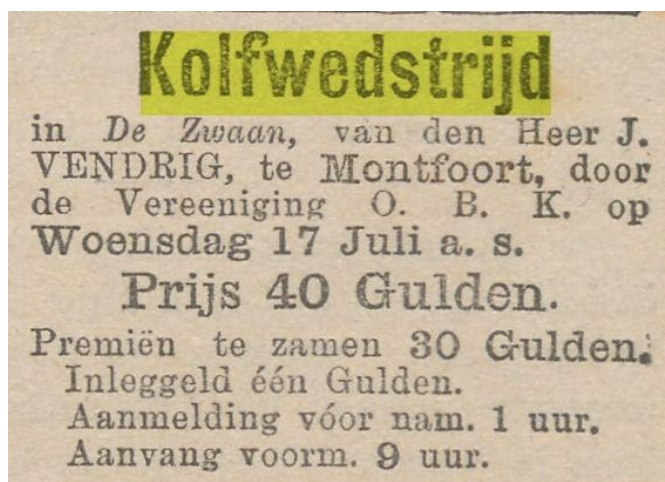 Kolfwedstrijd
in De Zwaan, van den Heer J.
VENDRIG, te Montfoort, door
de Vereeniging O. B. K. op
Woensdag 17 Juli a. s.
Prijs 40 Gulden.
Premiën te zamen 30 Gulden.
Inleggeld één Gulden.
Aanmelding vóor nam. 1 uur.
Aanvang voorm. 9 uur.